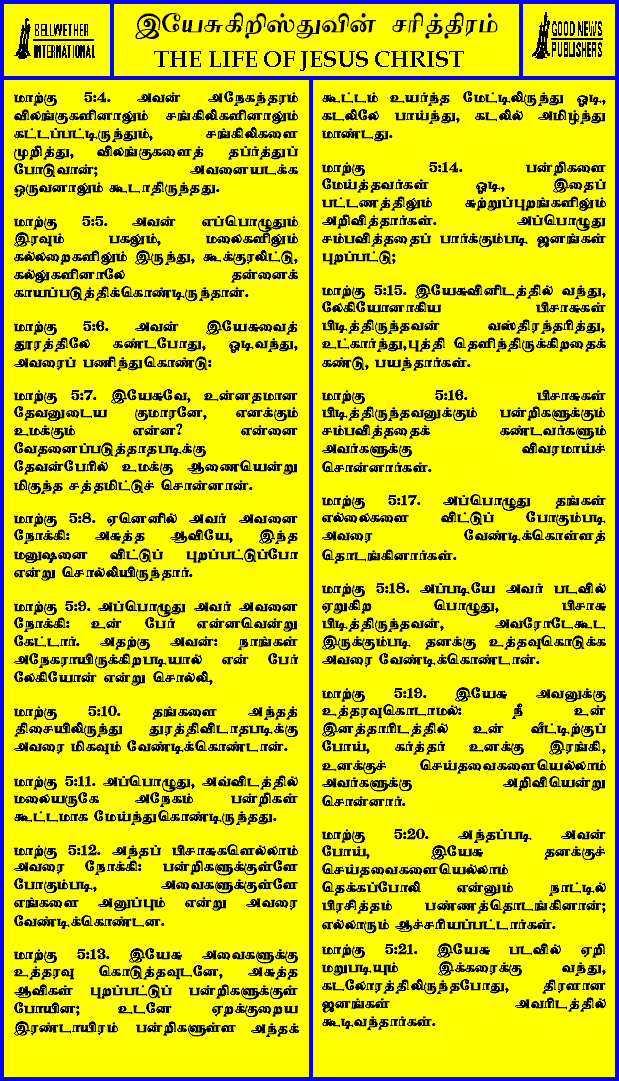 BELLWETHER
INTERNATIONAL
இயேசுகிறிஸ்துவின் சரித்திரம்
THE LIFE OF JESUS CHRIST
GOOD NEWS
PUBLISHERS
மாற்கு 5:4. அவன் அநேகந்தரம்
விலங்குகளினாலும் சங்கிலிகளினாலும்
கட்டப்பட்டிருந்தும், சங்கிலிகளை
முறித்து, விலங்குகளைத் தப்ர்த்துப்
போடுவான்; அவனையடக்க
ஒருவனாலும் கூடாதிருந்தது.
மாற்கு 5:5. அவன் எப்பொழுதும்
இரவும் பகலும், மலைகளிலும்
கல்லறைகளிலும் இருந்து, கூக்குரலிட்டு,
கல்லுகளினாலே தன்னைக்
காயப்படுத்திக்கொண்டிருந்தான்.
மாற்கு 5:6. அவன் இயேசுவைத்
தூரத்திலே கண்டபோது, ஓடிவந்து,
அவரைப் பணிந்துகொண்டு:
மாற்கு 5:7. இயேசுவே, உன்னதமான
தேவனுடைய குமாரனே, எனக்கும்
உமக்கும் என்ன? என்னை
வேதனைப்படுத்தாதபடிக்கு
தேவன்பேரில் உமக்கு ஆணையென்று
மிகுந்த சத்தமிட்டுச் சொன்னான்.
மாற்கு 5:8. ஏனெனில் அவர் அவனை
நோக்கி: அசுத்த ஆவியே, இந்த
மனுஷனை விட்டுப் புறப்பட்டுப்போ
என்று சொல்லியிருந்தார்.
மாற்கு 5:9. அப்பொழுது அவர் அவனை
நோக்கி: உன் பேர் என்னவென்று
கேட்டார். அதற்கு அவன்: நாங்கள்
அநேகராயிருக்கிறபடியால் என் பேர்
லேகியோன் என்று சொல்லி,
மாற்கு 5:10. தங்களை அந்தத்
திசையிலிருந்து துரத்திவிடாதபடிக்கு
அவரை மிகவும் வேண்டிக்கொண்டான்.
மாற்கு 5:11. அப்பொழுது, அவ்விடத்தில்
மலையருகே அநேகம் பன்றிகள்
கூட்டமாக மேய்ந்துகொண்டிருந்தது.
மாற்கு 5:12. அந்தப் பிசாசுகளெல்லாம்
அவரை நோக்கி: பன்றிகளுக்குள்ளே
போகும்படி, அவைகளுக்குள்ளே
எங்களை அனுப்பும் என்று அவரை
வேண்டிக்கொண்டன.
மாற்கு 5:13. இயேசு அவைகளுக்கு
உத்தரவு கொடுத்தவுடனே, அசுத்த
ஆவிகள் புறப்பட்டுப் பன்றிகளுக்குள்
போயின; உடனே ஏறக்குறைய
இரண்டாயிரம் பன்றிகளுள்ள அந்தக்
கூட்டம் உயர்ந்த மேட்டிலிருந்து ஓடி,
கடலிலே பாய்ந்து, கடலில் அமிழ்ந்து
மாண்டது.
மாற்கு 5:14. பன்றிகளை
மேய்த்தவர்கள் ஓடி, இதைப்
பட்டணத்திலும் சுற்றுப்புறங்களிலும்
அறிவித்தார்கள். அப்பொழுது
சம்பவித்ததைப் பார்க்கும்படி ஜனங்கள்
புறப்பட்டு;
மாற்கு 5:15. இயேசுவினிடத்தில் வந்து,
லேகியோனாகிய பிசாசுகள்
பிடித்திருந்தவன் வஸ்திரந்தரித்து,
உட்கார்ந்து,புத்தி தெளிந்திருக்கிறதைக்
கண்டு, பயந்தார்கள்.
மாற்கு 5:16. பிசாசுகள்
பிடித்திருந்தவனுக்கும் பன்றிகளுக்கும்
சம்பவித்ததைக் கண்டவர்களும்
அவர்களுக்கு விவரமாய்ச்
சொன்னார்கள்.
மாற்கு 5:17. அப்பொழுது தங்கள்
எல்லைகளை விட்டுப் போகும்படி
அவரை வேண்டிக்கொள்ளத்
தொடங்கினார்கள்.
மாற்கு 5:18. அப்படியே அவர் படவில்
ஏறுகிற பொழுது, பிசாசு
பிடித்திருந்தவன், அவரோடேகூட
இருக்கும்படி தனக்கு உத்தவுகொடுக்க
அவரை வேண்டிக்கொண்டான்.
மாற்கு 5:19. இயேசு அவனுக்கு
உத்தரவுகொடாமல்: நீ உன்
இனத்தாரிடத்தில் உன் வீட்டிற்குப்
போய், கர்த்தர் உனக்கு இரங்கி,
உனக்குச் செய்தவைகளையெல்லாம்
அவர்களுக்கு அறிவியென்று
சொன்னார்.
மாற்கு 5:20. அந்தப்படி அவன்
போய், இயேசு தனக்குச்
செய்தவைகளையெல்லாம்
தெக்கப்போலி என்னும் நாட்டில்
பிரசித்தம் பண்ணத்தொடங்கினான்;
எல்லாரும் ஆச்சரியப்பட்டார்கள்.
மாற்கு 5:21. இயேசு படவில் ஏறி
மறுபடியும் இக்கரைக்கு வந்து,
கடலோரத்திலிருந்தபோது, திரளான
ஜனங்கள் அவரிடத்தில்
கூடிவந்தார்கள்.